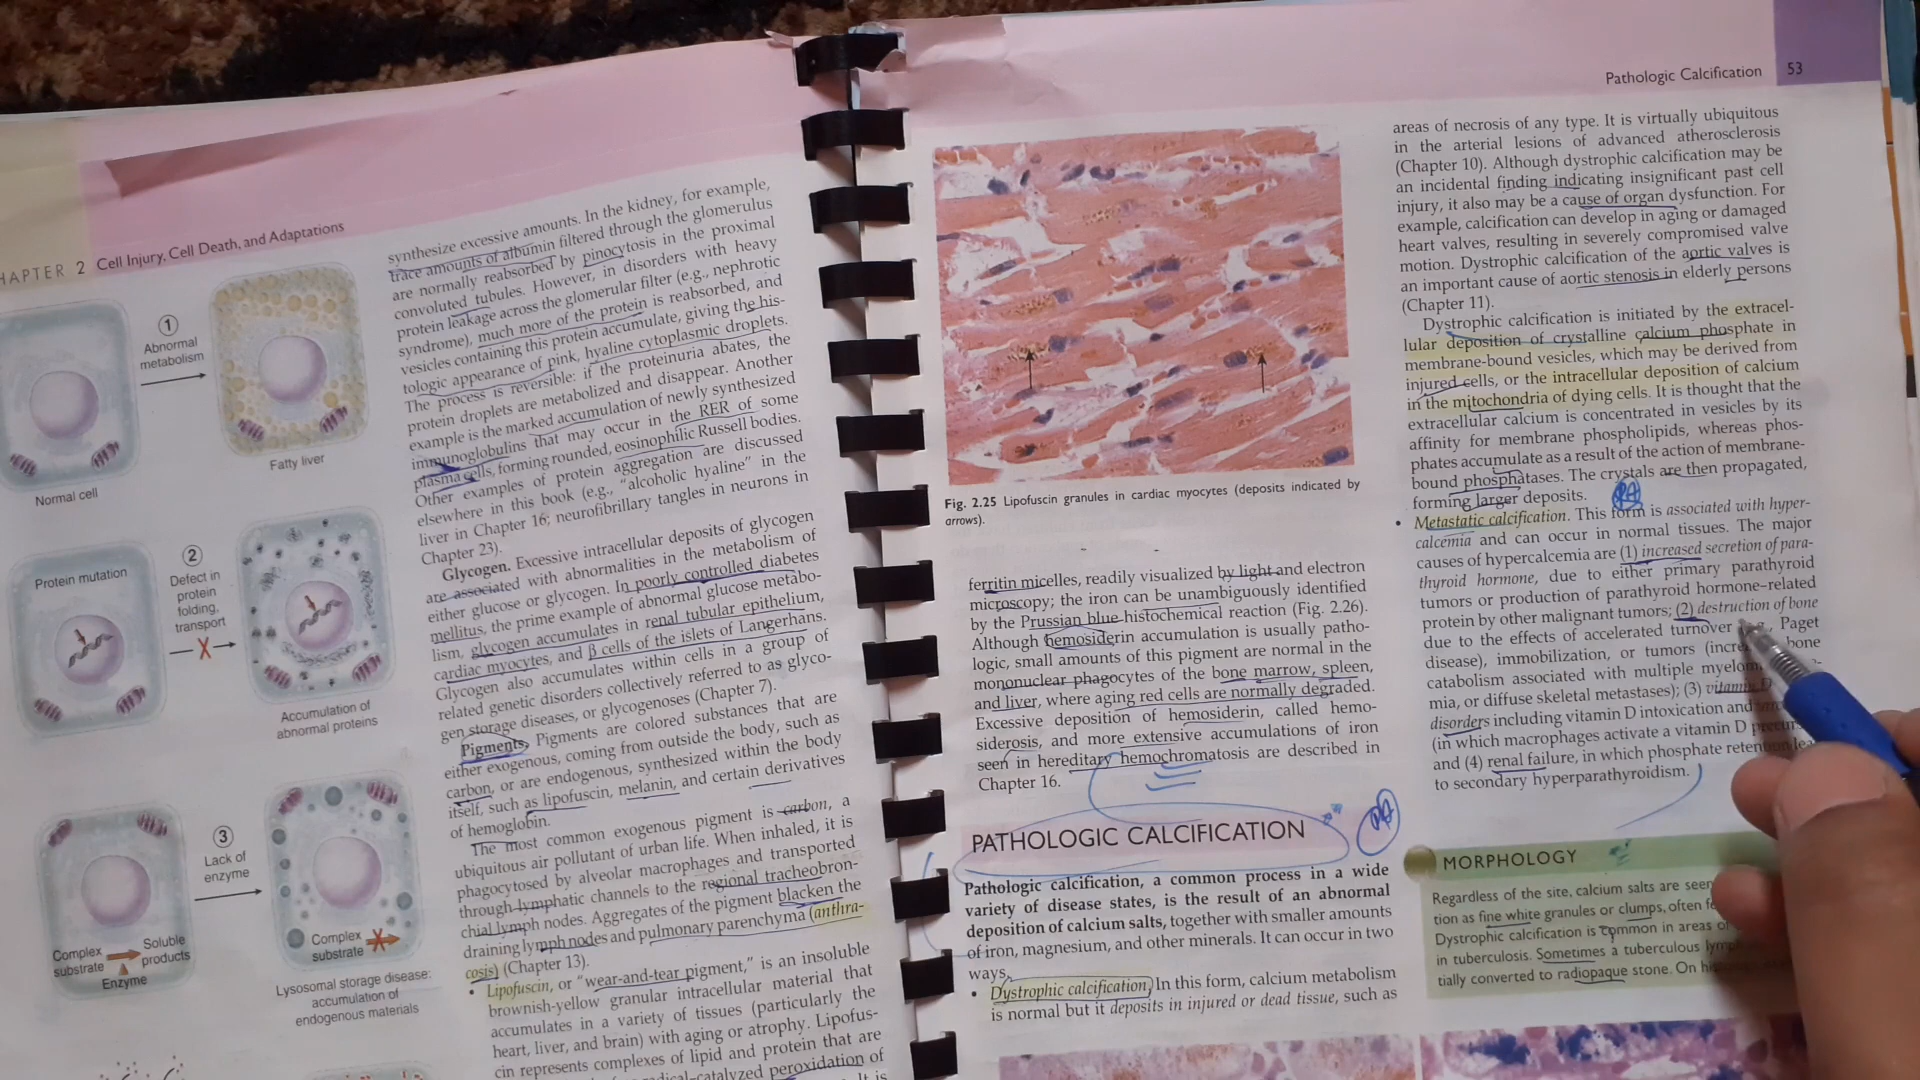 HAPTER 2 Cell Injury, Cell Death, and Adaptations
1
Abnormal
metabolism
Normal cell
Fatty liver
Protein mutation
2
Defect in
protein
folding,
transport
Accumulation of
abnormal proteins
3
Lack of
enzyme
Complex
substrate
Soluble
products
Enzyme
Complex
substrate
Lysosomal storage disease:
accumulation of
endogenous materials
synthesize excessive amounts. In the kidney, for example,
trace amounts of albumin filtered through the glomerulus
are normally reabsorbed by pinocytosis in the proximal
convoluted tubules. However, in disorders with heavy
protein leakage across the glomerular filter (e.g., nephrotic
syndrome), much more of the protein is reabsorbed, and
vesicles containing this protein accumulate, giving the his-
tologic appearance of pink, hyaline cytoplasmic droplets.
The process is reversible: if the proteinuria abates, the
protein droplets are metabolized and disappear. Another
example is the marked accumulation of newly synthesized
immunoglobulins that may occur in the RER of some
plasma cells, forming rounded, eosinophilic Russell bodies.
Other examples of protein aggregation are discussed
elsewhere in this book (e.g., "alcoholic hyaline" in the
liver in Chapter 16; neurofibrillary tangles in neurons in
Chapter 23).
Glycogen. Excessive intracellular deposits of glycogen
are associated with abnormalities in the metabolism of
either glucose or glycogen. In poorly controlled diabetes
mellitus, the prime example of abnormal glucose metabo-
lism, glycogen accumulates in renal tubular epithelium,
cardiac myocytes, and β cells of the islets of Langerhans.
Glycogen also accumulates within cells in a group of
related genetic disorders collectively referred to as glyco-
gen storage diseases, or glycogenoses (Chapter 7).
Pigments. Pigments are colored substances that are
either exogenous, coming from outside the body, such as
carbon, or are endogenous, synthesized within the body
itself, such as lipofuscin, melanin, and certain derivatives
of hemoglobin.
The most common exogenous pigment is carbon, a
ubiquitous air pollutant of urban life. When inhaled, it is
phagocytosed by alveolar macrophages and transported
through lymphatic channels to the regional tracheobron-
chial lymph nodes. Aggregates of the pigment blacken the
draining lymph nodes and pulmonary parenchyma (anthra-
cosis) (Chapter 13).
• Lipofuscin, or "wear-and-tear pigment," is an insoluble
brownish-yellow granular intracellular material that
accumulates in a variety of tissues (particularly the
heart, liver, and brain) with aging or atrophy. Lipofus-
cin represents complexes of lipid and protein that are
radical-catalyzed peroxidation of
It is
Pathologic Calcification 53
Fig. 2.25 Lipofuscin granules in cardiac myocytes (deposits indicated by
arrows).
ferritin micelles, readily visualized by light and electron
microscopy; the iron can be unambiguously identified
by the Prussian blue histochemical reaction (Fig. 2.26).
Although hemosiderin accumulation is usually patho-
logic, small amounts of this pigment are normal in the
mononuclear phagocytes of the bone marrow, spleen,
and liver, where aging red cells are normally degraded.
Excessive deposition of hemosiderin, called hemo-
siderosis, and more extensive accumulations of iron
seen in hereditary hemochromatosis are described in
Chapter 16.
PATHOLOGIC CALCIFICATION
Pathologic calcification, a common process in a wide
variety of disease states, is the result of an abnormal
deposition of calcium salts, together with smaller amounts
of iron, magnesium, and other minerals. It can occur in two
ways.
• Dystrophic calcification. In this form, calcium metabolism
is normal but it deposits in injured or dead tissue, such as
areas of necrosis of any type. It is virtually ubiquitous
in the arterial lesions of advanced atherosclerosis
(Chapter 10). Although dystrophic calcification may be
an incidental finding indicating insignificant past cell
injury, it also may be a cause of organ dysfunction. For
example, calcification can develop in aging or damaged
heart valves, resulting in severely compromised valve
motion. Dystrophic calcification of the aortic valves is
an important cause of aortic stenosis in elderly persons
(Chapter 11).
Dystrophic calcification is initiated by the extracel-
lular deposition of crystalline calcium phosphate in
membrane-bound vesicles, which may be derived from
injured cells, or the intracellular deposition of calcium
in the mitochondria of dying cells. It is thought that the
extracellular calcium is concentrated in vesicles by its
affinity for membrane phospholipids, whereas phos-
phates accumulate as a result of the action of membrane-
bound phosphatases. The crystals are then propagated,
forming larger deposits.
• Metastatic calcification. This form is associated with hyper-
calcemia and can occur in normal tissues. The major
causes of hypercalcemia are (1) increased secretion of para-
thyroid hormone, due to either primary parathyroid
tumors or production of parathyroid hormone-related
protein by other malignant tumors; (2) destruction of bone
due to the effects of accelerated turnover Paget
disease), immobilization, or tumors bone
catabolism associated with multiple
mia, or diffuse skeletal metastases); (3) vitamin D
disorders including vitamin D intoxication and
(in which macrophages activate a vitamin D
and (4) renal failure, in which phosphate retention
to secondary hyperparathyroidism.
MORPHOLOGY
Regardless of the site, calcium salts are seen
tion as fine white granules or clumps, often
Dystrophic calcification is common in areas of
in tuberculosis. Sometimes a tuberculous
tially converted to radiopaque stone. On